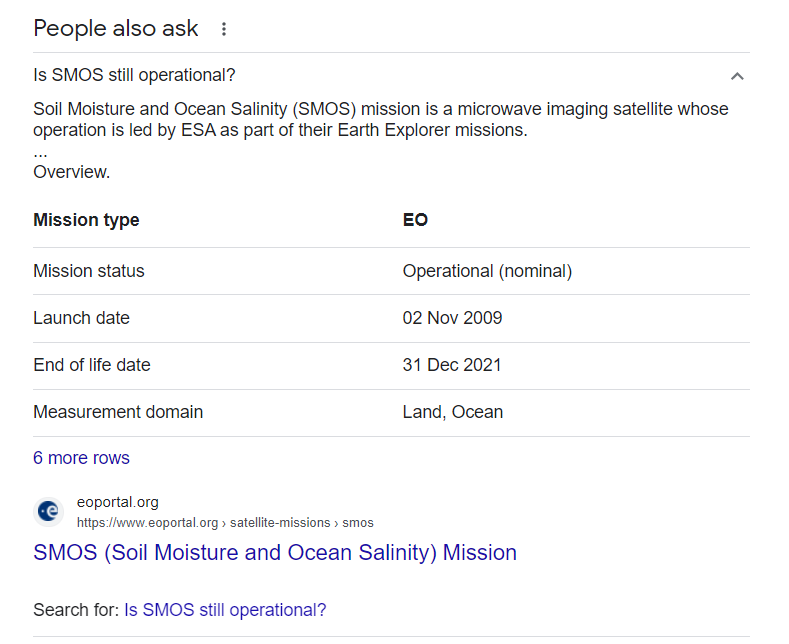 People also ask
Is SMOS still operational?
Soil Moisture and Ocean Salinity (SMOS) mission is a microwave imaging satellite whose
operation is led by ESA as part of their Earth Explorer missions.
...
Overview.
Mission type EO
Mission status Operational (nominal)
Launch date 02 Nov 2009
End of life date 31 Dec 2021
Measurement domain Land, Ocean
6 more rows
eoportal.org
https://www.eoportal.org › satellite-missions › smos
SMOS (Soil Moisture and Ocean Salinity) Mission
Search for: Is SMOS still operational?